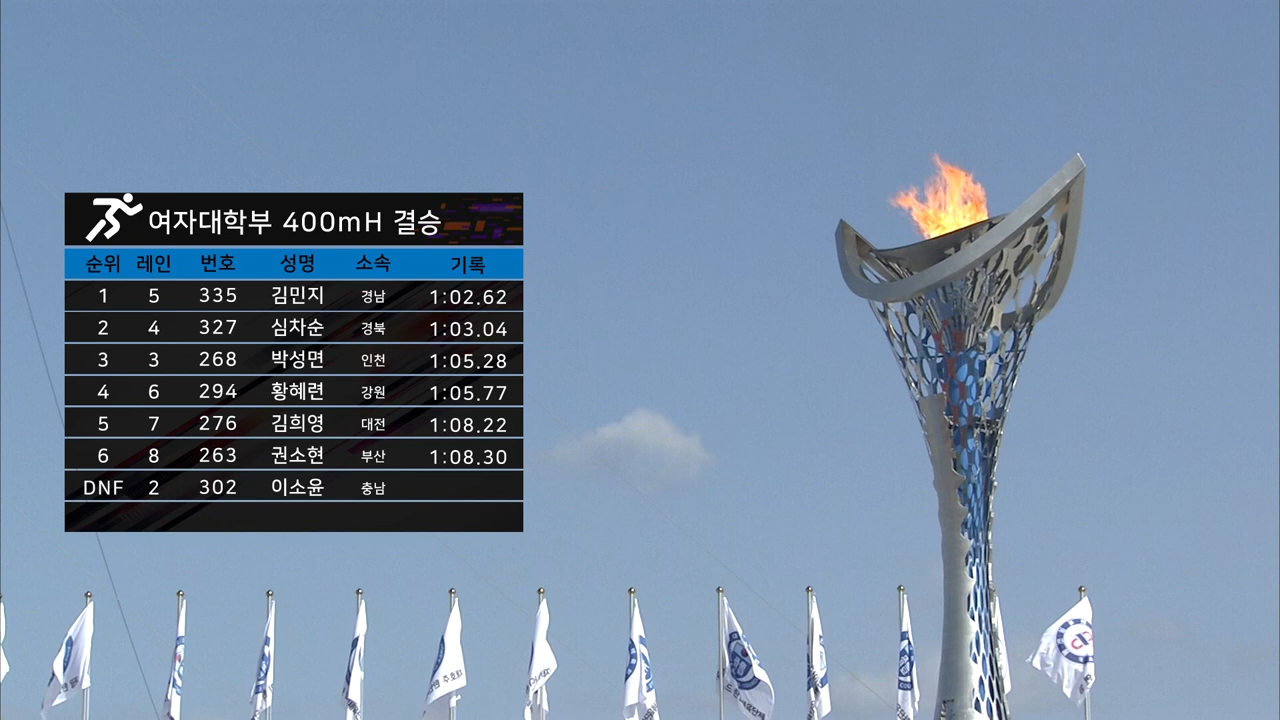 여자대학부 400mH 결승
순위 레인 번호 성명 소속 기록
1 5 335 김민지 경남 1:02.62
2 4 327 심차순 경북 1:03.04
3 3 268 박성면 인천 1:05.28
4 6 294 황혜련 강원 1:05.77
5 7 276 김희영 대전 1:08.22
6 8 263 권소현 부산 1:08.30
DNF 2 302 이소윤 충남